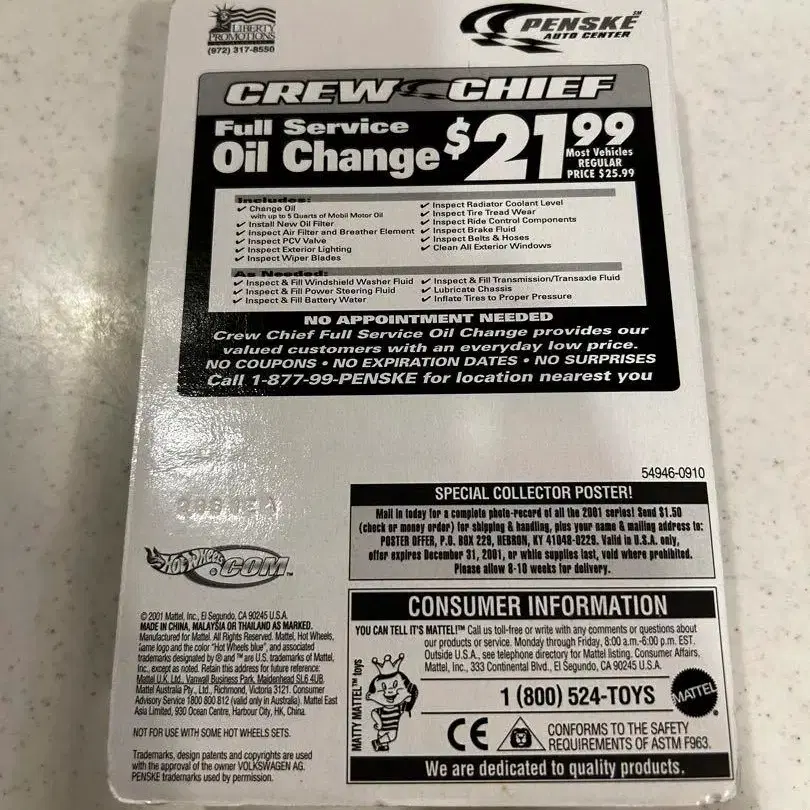 LIBERTY
PROMOTIONS
(972) 317-8550
PENSKE℠
AUTO CENTER
CREW CHIEF
Full Service
Oil Change $21 99
Most Vehicles
REGULAR
PRICE $25.99
Includes:
✔ Change Oil
with up to 5 Quarts of Mobil Motor Oil
✔ Install New Oil Filter
✔ Inspect Air Filter and Breather Element
✔ Inspect PCV Valve
✔ Inspect Exterior Lighting
✔ Inspect Wiper Blades
✔ Inspect Radiator Coolant Level
✔ Inspect Tire Tread Wear
✔ Inspect Ride Control Components
✔ Inspect Brake Fluid
✔ Inspect Belts & Hoses
✔ Clean All Exterior Windows
As Needed:
✔ Inspect & Fill Windshield Washer Fluid
✔ Inspect & Fill Power Steering Fluid
✔ Inspect & Fill Battery Water
✔ Inspect & Fill Transmission/Transaxle Fluid
✔ Lubricate Chassis
✔ Inflate Tires to Proper Pressure
NO APPOINTMENT NEEDED
Crew Chief Full Service Oil Change provides our
valued customers with an everyday low price.
NO COUPONS • NO EXPIRATION DATES • NO SURPRISES
Call 1-877-99-PENSKE for location nearest you
54946-0910
SPECIAL COLLECTOR POSTER!
Mail in today for a complete photo-record of all the 2001 series! Send $1.50
(check or money order) for shipping & handling, plus your name & mailing address to:
POSTER OFFER, P.O. BOX 229, HEBRON, KY 41048-0229. Valid in U.S.A. only,
offer expires December 31, 2001, or while supplies last, void where prohibited.
Please allow 8-10 weeks for delivery.
HOT WHEELS.COM™
© 2001 Mattel, Inc., El Segundo, CA 90245 U.S.A.
MADE IN CHINA, MALAYSIA OR THAILAND AS MARKED.
Manufactured for Mattel. All Rights Reserved. Mattel, Hot Wheels,
flame logo and the color "Hot Wheels blue", and associated
trademarks designated by ® and ™ are U.S. trademarks of Mattel,
Inc., except as noted. Retain this address for future reference:
Mattel U.K. Ltd., Vanwall Business Park, Maidenhead SL6 4UB.
Mattel Australia Pty., Ltd., Richmond, Victoria 3121. Consumer
Advisory Service 1800 800 812 (valid only in Australia). Mattel East
Asia Limited, 930 Ocean Centre, Harbour City, HK, China.
NOT FOR USE WITH SOME HOT WHEELS SETS.
Trademarks, design patents and copyrights are used
with the approval of the owner VOLKSWAGEN AG.
PENSKE trademarks used by permission.
CONSUMER INFORMATION
YOU CAN TELL IT'S MATTEL!™ Call us toll-free or write with any comments or questions about
our products or service. Monday through Friday, 8:00 a.m.-6:00 p.m. EST.
Outside U.S.A., see telephone directory for Mattel listing. Consumer Affairs,
Mattel, Inc., 333 Continental Blvd., El Segundo, CA 90245 U.S.A.
MATTY MATTEL™ toys
1 (800) 524-TOYS
MATTEL
CE
CONFORMS TO THE SAFETY
REQUIREMENTS OF ASTM F963.
We are dedicated to quality products.